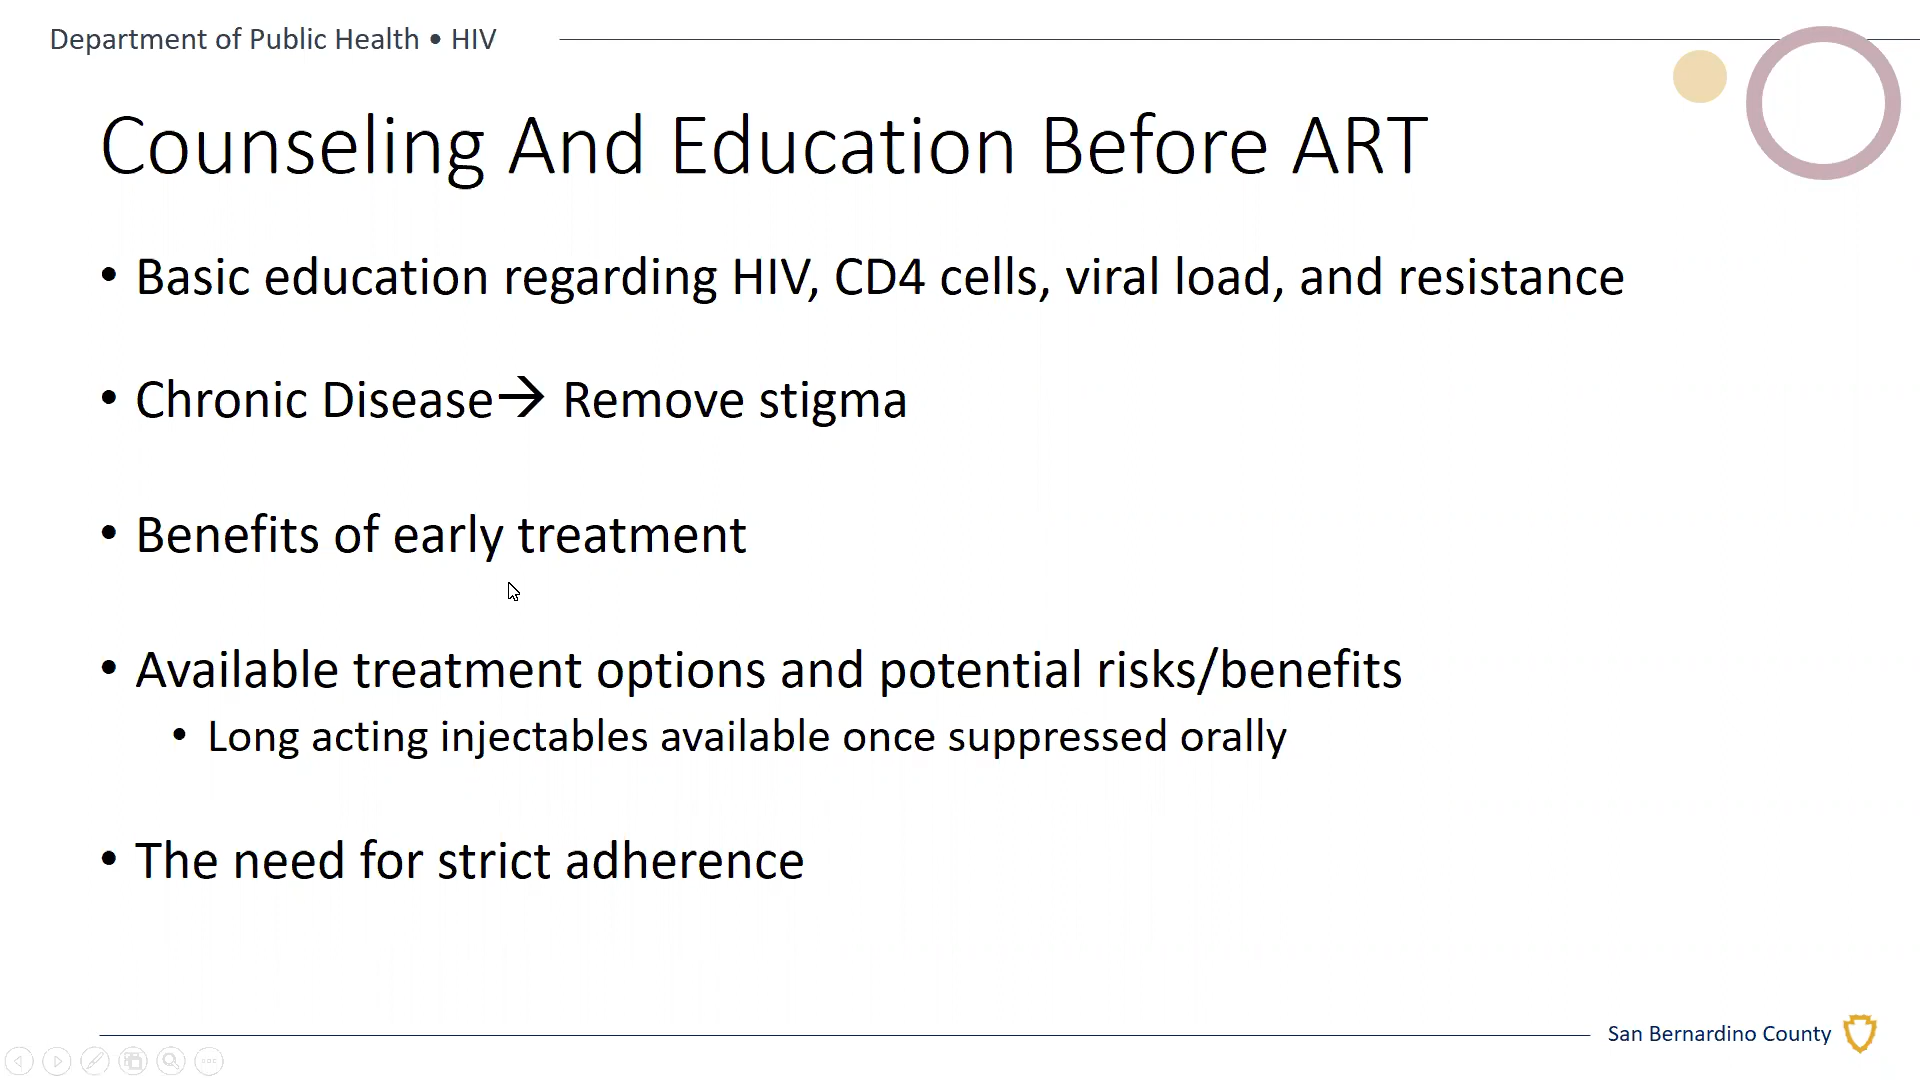 Department of Public Health • HIV
Counseling And Education Before ART
• Basic education regarding HIV, CD4 cells, viral load, and resistance
• Chronic Disease→ Remove stigma
• Benefits of early treatment
• Available treatment options and potential risks/benefits
• Long acting injectables available once suppressed orally
• The need for strict adherence
San Bernardino County